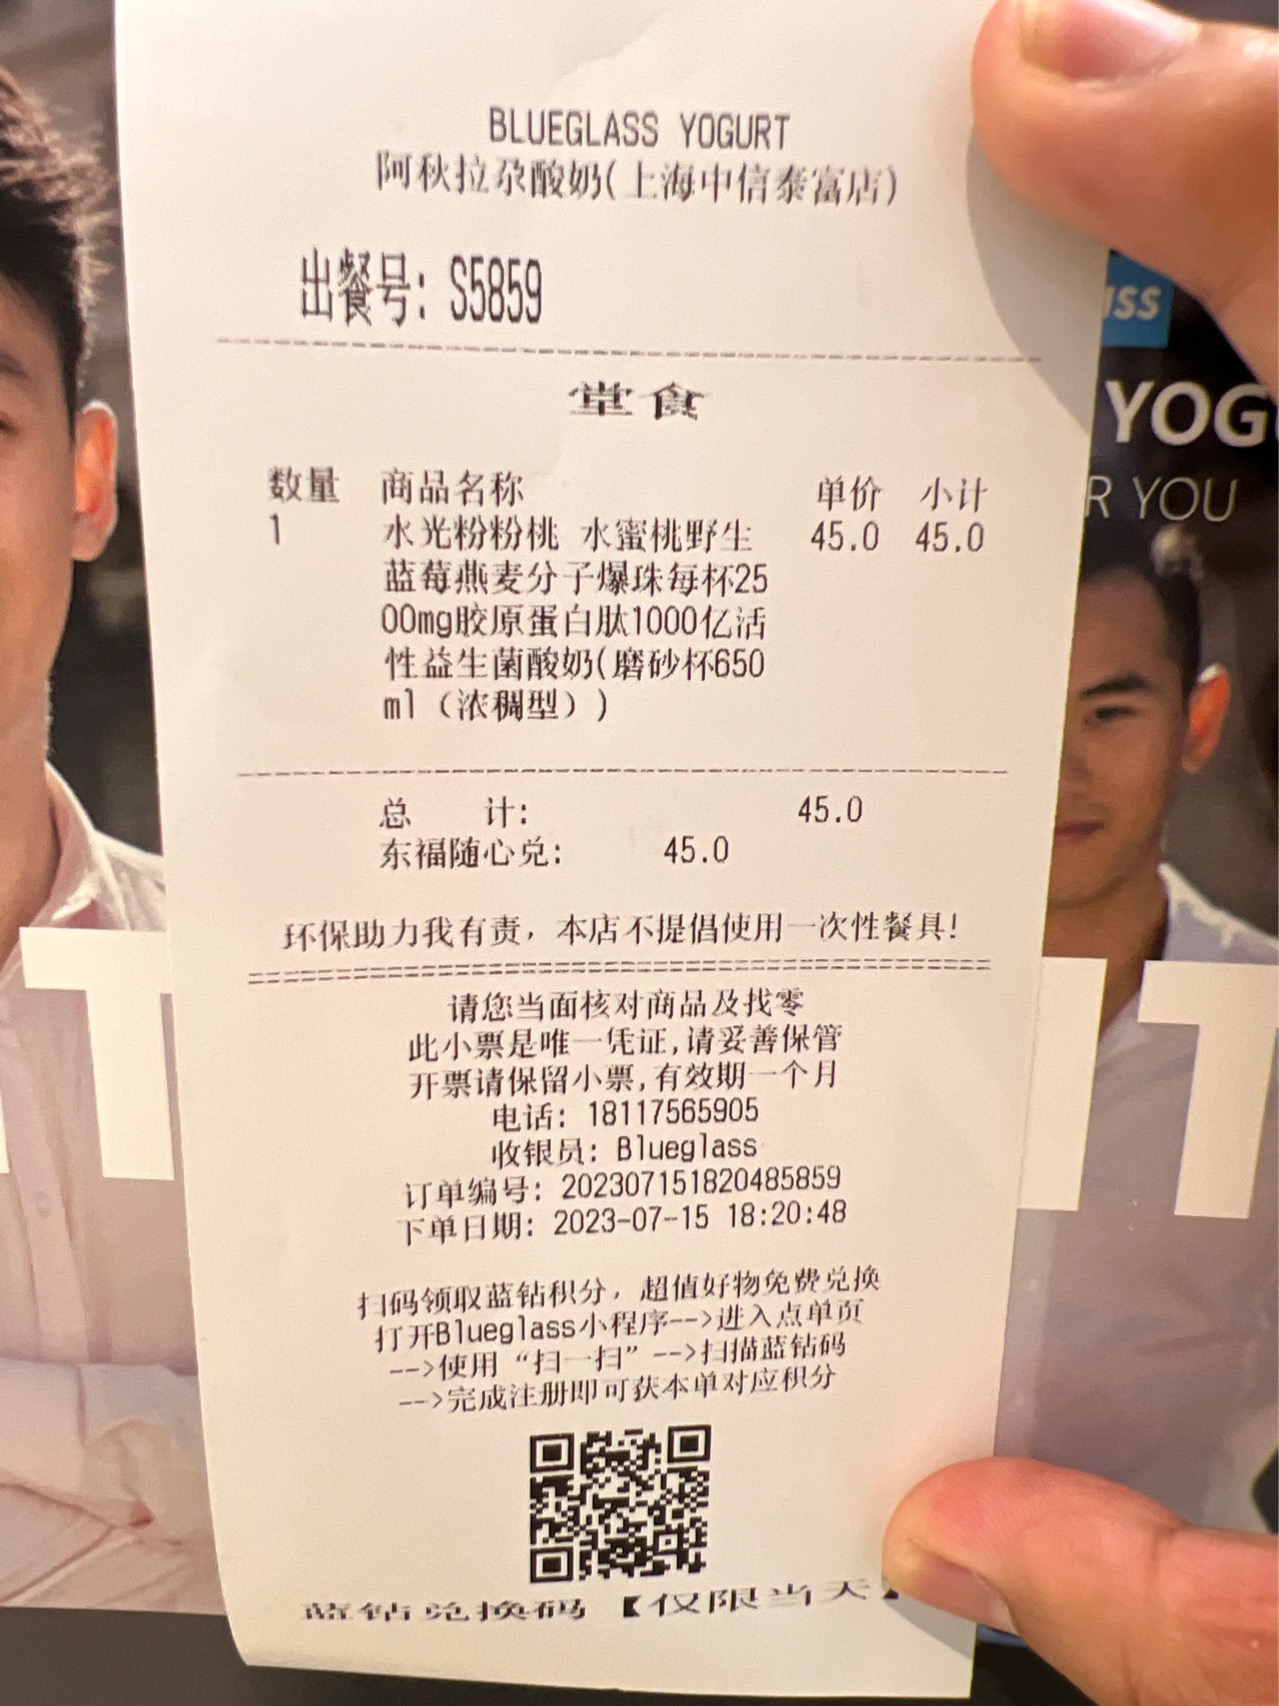 BLUEGLASS YOGURT
阿秋拉尕酸奶(上海中信泰富店)
出餐号: S5859
堂食
数量 商品名称 单价 小计
1 水光粉粉桃 水蜜桃野生 45.0 45.0
蓝莓燕麦分子爆珠每杯25
00mg胶原蛋白肽1000亿活
性益生菌酸奶(磨砂杯650
ml（浓稠型）)
总 计: 45.0
东福随心兑: 45.0
环保助力我有责，本店不提倡使用一次性餐具!
请您当面核对商品及找零
此小票是唯一凭证,请妥善保管
开票请保留小票,有效期一个月
电话: 18117565905
收银员: Blueglass
订单编号: 202307151820485859
下单日期: 2023-07-15 18:20:48
扫码领取蓝钻积分，超值好物免费兑换
打开Blueglass小程序-->进入点单页
-->使用“扫一扫”-->扫描蓝钻码
-->完成注册即可获本单对应积分
蓝钻兑换码【仅限当天】
YOG
R YOU
T
T